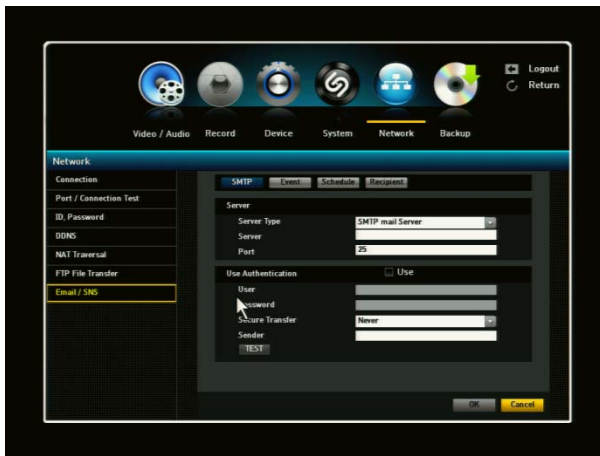 Logout
Return
Video / Audio Record Device System Network Backup
Network
Connection
Port / Connection Test
ID, Password
DDNS
NAT Traversal
FTP File Transfer
Email / SNS
SMTP Event Schedule Recipient
Server
Server Type SMTP mail Server
Server
Port 25
Use Authentication Use
User
Password
Secure Transfer Never
Sender
TEST
OK Cancel